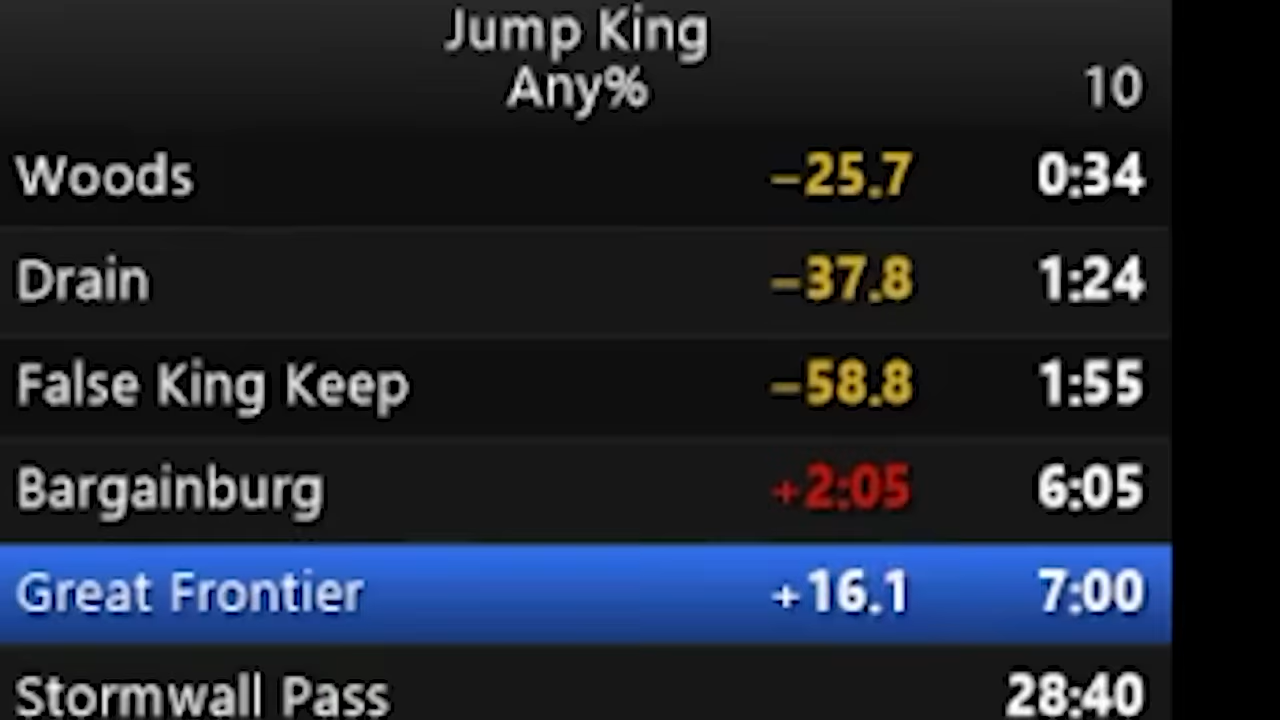 Jump King
Any% 10
Woods −25.7 0:34
Drain −37.8 1:24
False King Keep −58.8 1:55
Bargainburg +2:05 6:05
Great Frontier +16.1 7:00
Stormwall Pass 28:40